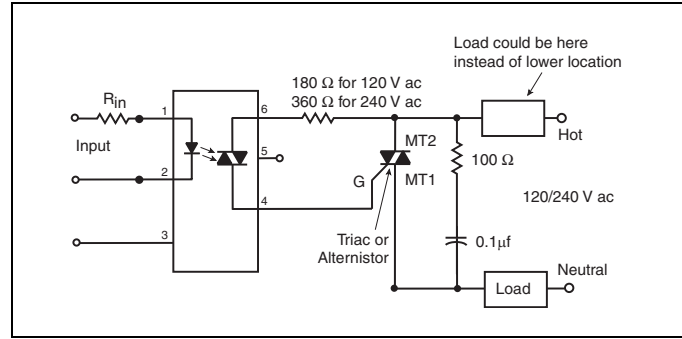 Load could be here
instead of lower location
180 Ω for 120 V ac
360 Ω for 240 V ac
Rin
1
6
Hot
MT2
Input
5
100 Ω
G
MT1
2
4
120/240 V ac
3
Triac or
Alternistor
0.1µf
Neutral
Load